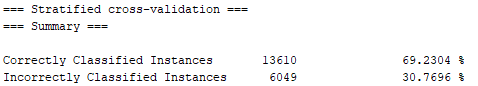 === Stratified cross-validation ===
=== Summary ===
Correctly Classified Instances 13610 69.2304 %
Incorrectly Classified Instances 6049 30.7696 %